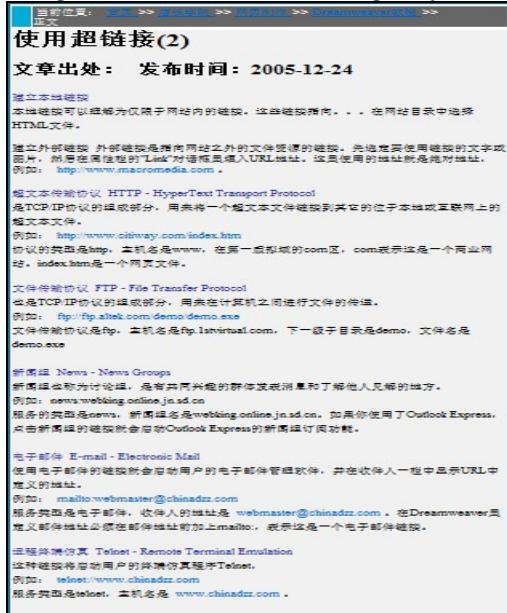 当前位置： 首页 >> 网页制作 >> Dreamweaver教程 >>
正文
使用超链接(2)
文章出处： 发布时间：2005-12-24
建立本地链接
本地链接可以理解为仅限于网站内的链接。这些链接指向．．．在网站目录中选择
HTML文件。
建立外部链接 外部链接是指向网站之外的文件资源的链接。先选定要使用链接的文字或
图片，然后在属性框的"Link"对话框里填入URL地址。这里使用的地址就是绝对地址，
例如： http://www.macromedia.com 。
超文本传输协议 HTTP - HyperText Transport Protocol
是TCP/IP协议的组成部分，用来将一个超文本文件链接到其它的位于本地或互联网上的
超文本文件。
例如： http://www.citiway.com/index.htm
协议的类型是http，主机名是www，在第一虚拟域的com区，com表示这是一个商业网
站。index.htm是一个网页文件。
文件传输协议 FTP - File Transfer Protocol
也是TCP/IP协议的组成部分，用来在计算机之间进行文件的传送。
例如： ftp://ftp.altek.com/demo/demo.exe
文件传输协议是ftp，主机名是ftp.1stvirtual.com，下一级子目录是demo，文件名是
demo.exe
新闻组 News - News Groups
新闻组也称为讨论组，是有共同兴趣的群体发表消息和了解他人见解的地方。
例如：news:webking.online.jn.sd.cn
服务的类型是news，新闻组名是webking.online.jn.sd.cn。如果你使用了Outlook Express，
点击新闻组的链接就会启动Outlook Express的新闻组订阅功能。
电子邮件 E-mail - Electronic Mail
使用电子邮件的链接就会启动用户的电子邮件管理软件，并在收件人一栏中显示URL中
定义的地址。
例如： mailto:webmaster@chinadzz.com
服务类型是电子邮件，收件人的地址是 webmaster@chinadzz.com 。在Dreamweaver里
定义邮件地址必须在邮件地址前加上mailto:，表示这是一个电子邮件链接。
远程终端仿真 Telnet - Remote Terminal Emulation
这种链接将启动用户的终端仿真程序Telnet，
例如： telnet://www.chinadzz.com
服务类型是telnet，主机名是 www.chinadzz.com 。